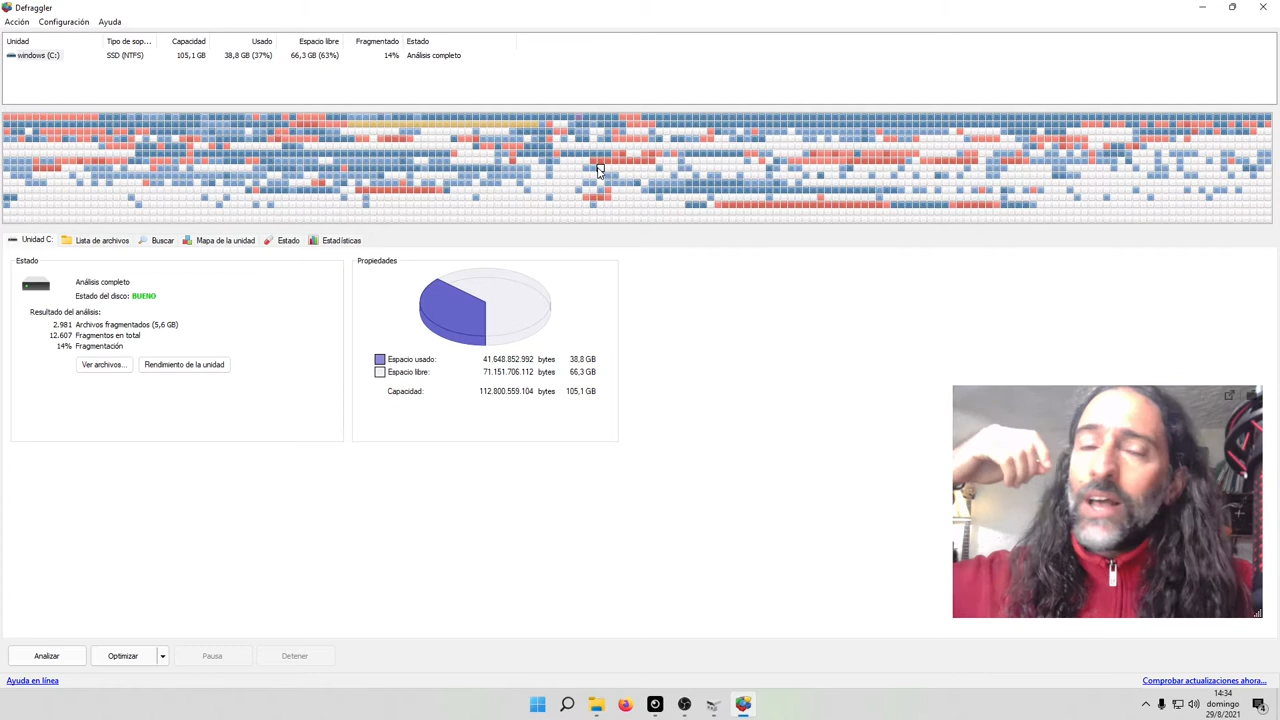 Defraggler
Acción Configuración Ayuda
Unidad Tipo de sop... Capacidad Usado Espacio libre Fragmentado Estado
windows (C:) SSD (NTFS) 105,1 GB 38,8 GB (37%) 66,3 GB (63%) 14% Análisis completo
Unidad C: Lista de archivos Buscar Mapa de la unidad Estado Estadísticas
Estado
Análisis completo
Estado del disco: BUENO
Resultado del análisis:
2.981 Archivos fragmentados (5,6 GB)
12.607 Fragmentos en total
14% Fragmentación
Ver archivos... Rendimiento de la unidad
Propiedades
Espacio usado: 41.648.852.992 bytes 38,8 GB
Espacio libre: 71.151.706.112 bytes 66,3 GB
Capacidad: 112.800.559.104 bytes 105,1 GB
Analizar Optimizar Pausa Detener
Ayuda en línea Comprobar actualizaciones ahora...
14:34
domingo
29/8/2021